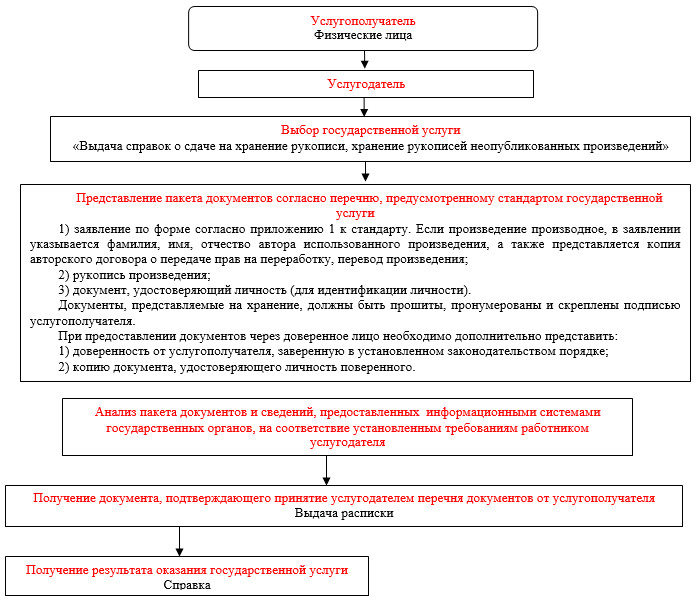 Услугополучатель
Физические лица
Услугодатель
Выбор государственной услуги
«Выдача справок о сдаче на хранение рукописи, хранение рукописей неопубликованных произведений»
Представление пакета документов согласно перечню, предусмотренному стандартом государственной
услуги
1) заявление по форме согласно приложению 1 к стандарту. Если произведение производное, в заявлении
указывается фамилия, имя, отчество автора использованного произведения, а также представляется копия
авторского договора о передаче прав на переработку, перевод произведения;
2) рукопись произведения;
3) документ, удостоверяющий личность (для идентификации личности).
Документы, представляемые на хранение, должны быть прошиты, пронумерованы и скреплены подписью
услугополучателя.
При предоставлении документов через доверенное лицо необходимо дополнительно представить:
1) доверенность от услугополучателя, заверенную в установленном законодательством порядке;
2) копию документа, удостоверяющего личность поверенного.
Анализ пакета документов и сведений, предоставленных информационными системами
государственных органов, на соответствие установленным требованиям работником
услугодателя
Получение документа, подтверждающего принятие услугодателем перечня документов от услугополучателя
Выдача расписки
Получение результата оказания государственной услуги
Справка